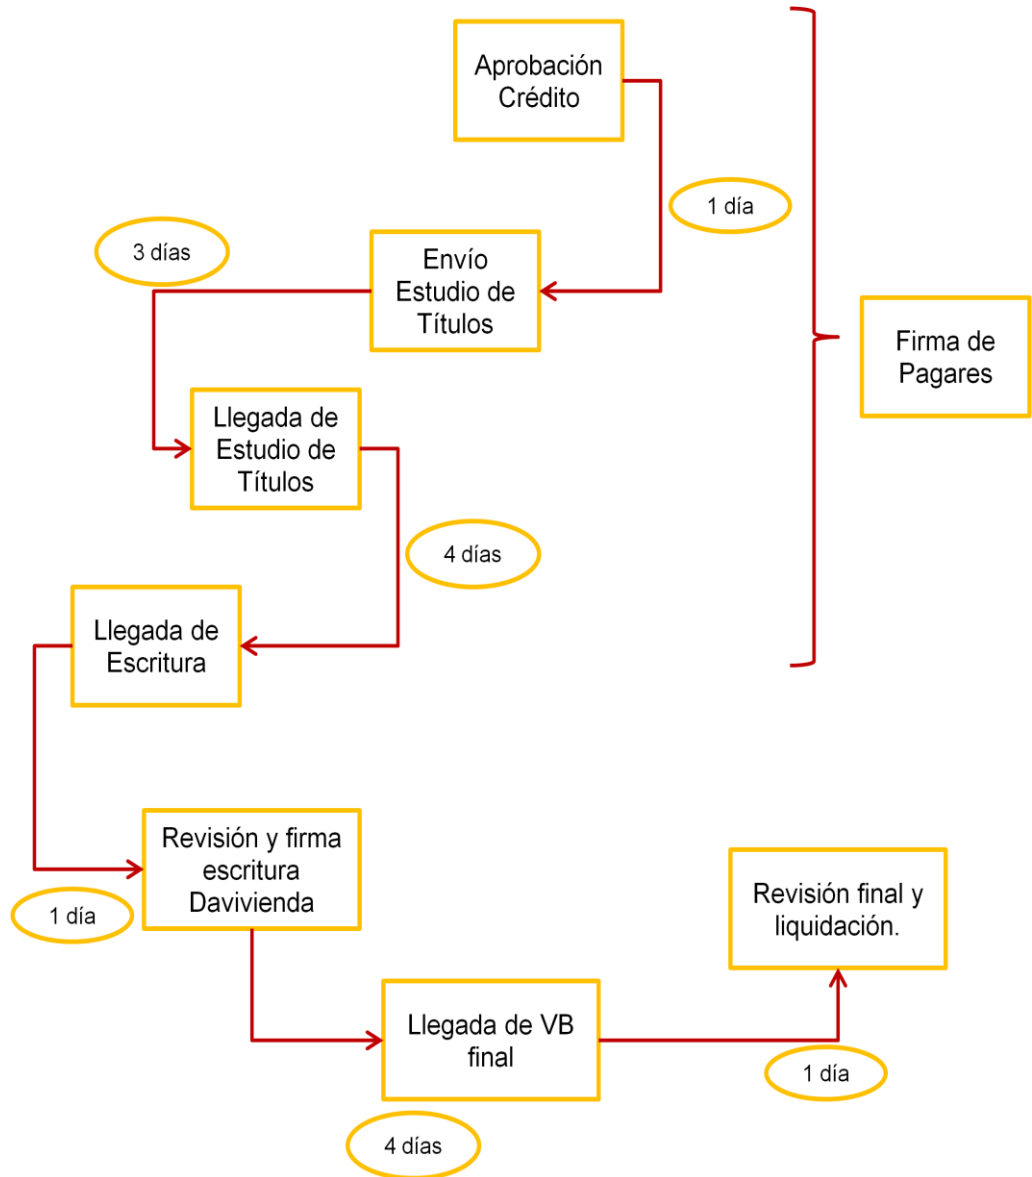 Aprobación
Crédito
1 día
3 días
Envío
Estudio de
Títulos
Firma de
Pagares
Llegada de
Estudio de
Títulos
4 días
Llegada de
Escritura
Revisión y firma
escritura
Davivienda
1 día
Revisión final y
liquidación.
Llegada de VB
final
1 día
4 días